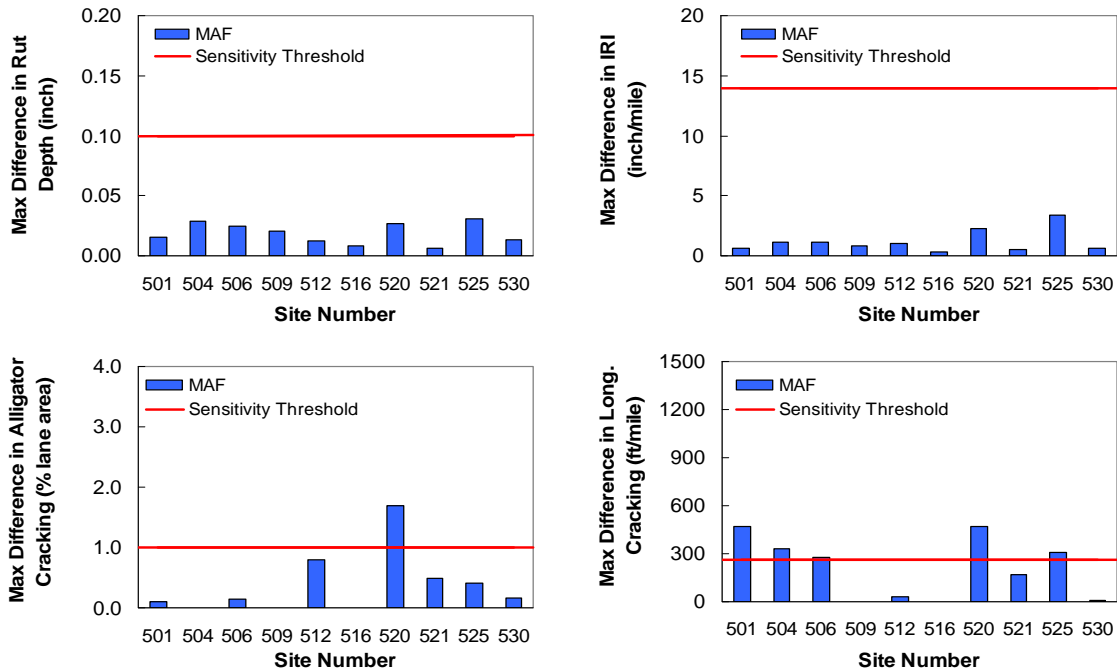 Max Difference in Rut
Depth (inch)
0.20
0.15
0.10
0.05
0.00
MAF
Sensitivity Threshold
501 504 506 509 512 516 520 521 525 530
Site Number
Max Difference in IRI
(inch/mile)
20
15
10
5
0
MAF
Sensitivity Threshold
501 504 506 509 512 516 520 521 525 530
Site Number
Max Difference in Alligator
Cracking (% lane area)
4.0
3.0
2.0
1.0
0.0
MAF
Sensitivity Threshold
501 504 506 509 512 516 520 521 525 530
Site Number
Max Difference in Long.
Cracking (ft/mile)
1500
1200
900
600
300
0
MAF
Sensitivity Threshold
501 504 506 509 512 516 520 521 525 530
Site Number